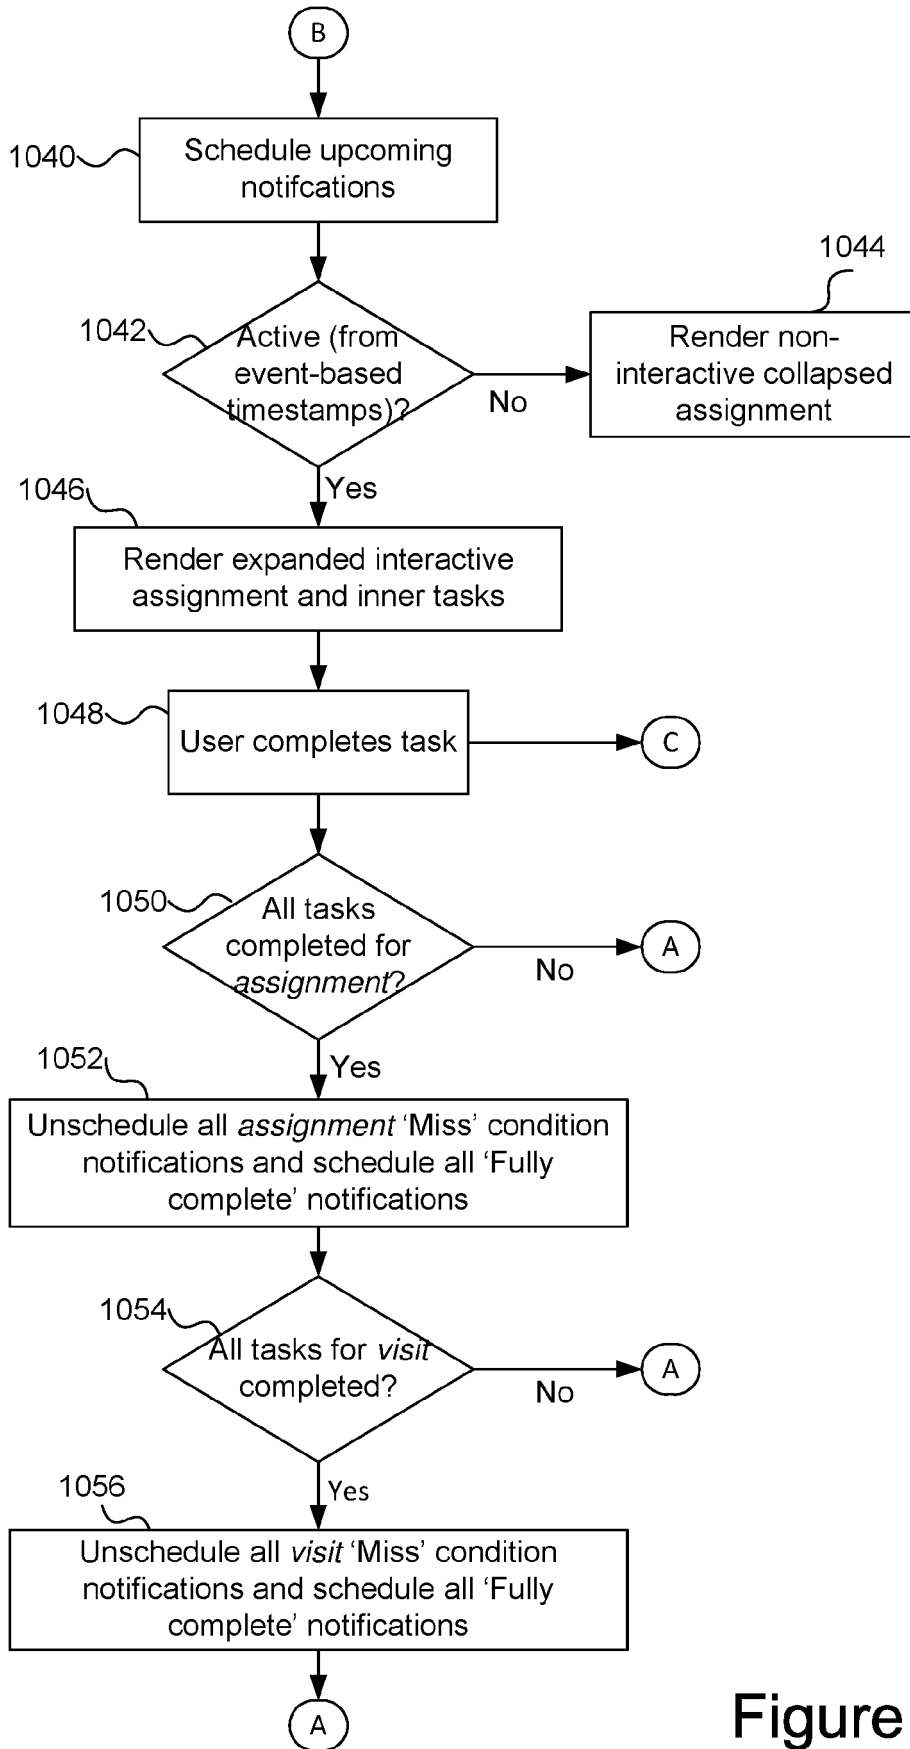 B
1040
Schedule upcoming
notifcations
1044
1042
Active (from
event-based
timestamps)?
No
Render non-
interactive collapsed
assignment
Yes
1046
Render expanded interactive
assignment and inner tasks
1048
User completes task
C
1050
All tasks
completed for
assignment?
No
A
Yes
1052
Unschedule all assignment ‘Miss’ condition
notifications and schedule all ‘Fully
complete’ notifications
1054
All tasks for visit
completed?
No
A
Yes
1056
Unschedule all visit ‘Miss’ condition
notifications and schedule all ‘Fully
complete’ notifications
A
Figure